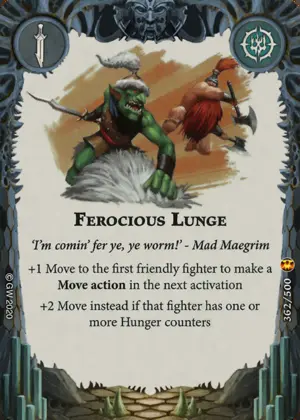 FEROCIOUS LUNGE
'I'm comin' fer ye, ye worm!' - Mad Maegrim
+1 Move to the first friendly fighter to make a
Move action in the next activation
+2 Move instead if that fighter has one or
more Hunger counters
© GW 2020
362/500